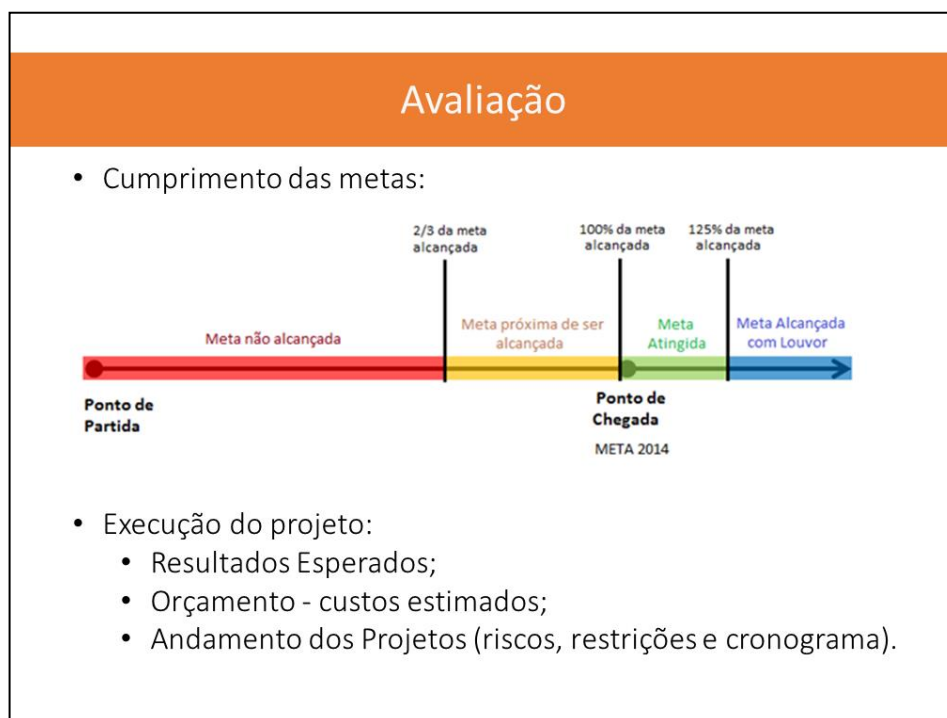 Avaliação
• Cumprimento das metas:
2/3 da meta
alcançada
100% da meta
alcançada
125% da meta
alcançada
Meta não alcançada
Meta próxima de ser
alcançada
Meta
Atingida
Meta Alcançada
com Louvor
Ponto de
Partida
Ponto de
Chegada
META 2014
• Execução do projeto:
• Resultados Esperados;
• Orçamento - custos estimados;
• Andamento dos Projetos (riscos, restrições e cronograma).